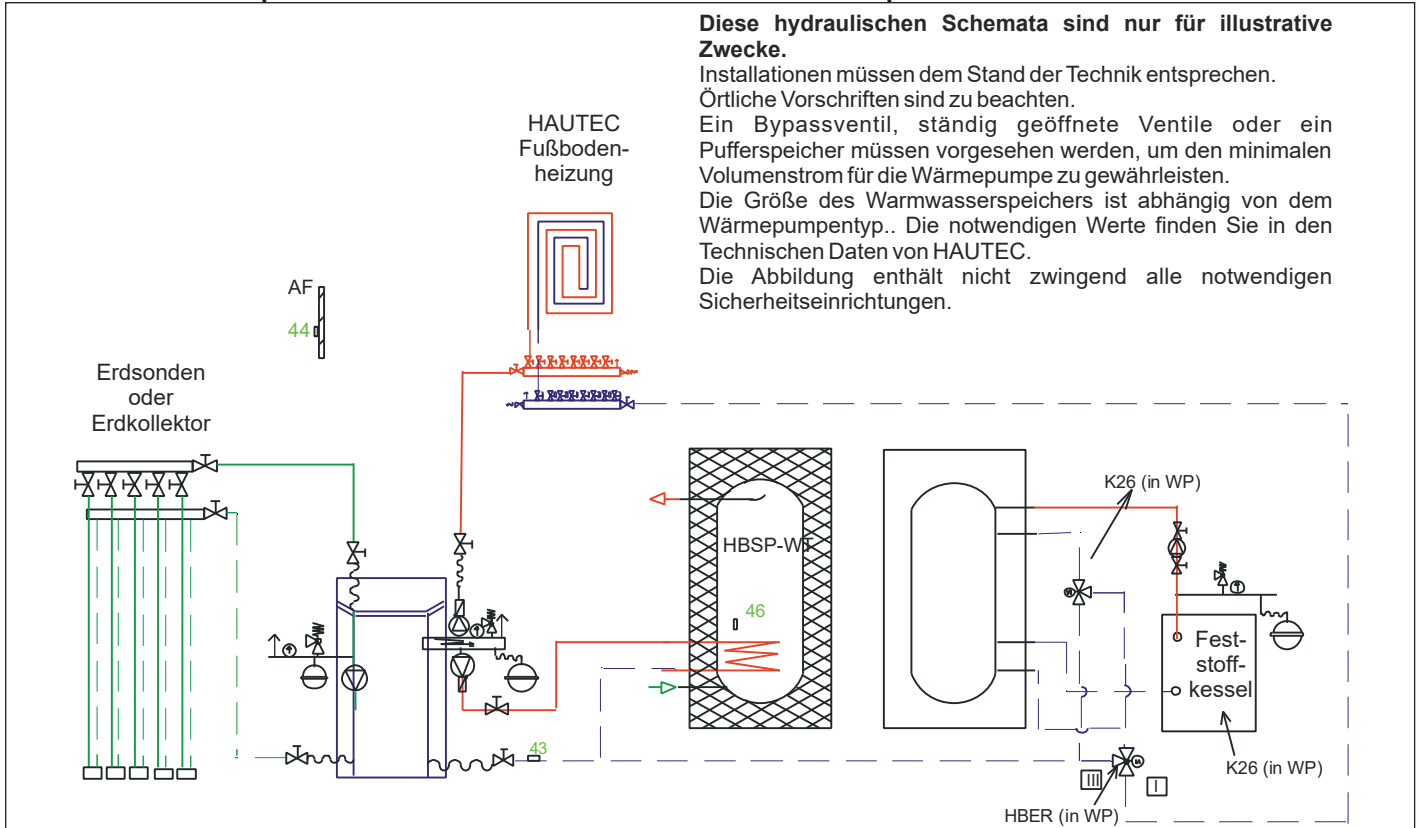 Diese hydraulischen Schemata sind nur für illustrative
Zwecke.
Installationen müssen dem Stand der Technik entsprechen.
Örtliche Vorschriften sind zu beachten.
Ein Bypassventil, ständig geöffnete Ventile oder ein
Pufferspeicher müssen vorgesehen werden, um den minimalen
Volumenstrom für die Wärmepumpe zu gewährleisten.
Die Größe des Warmwasserspeichers ist abhängig von dem
Wärmepumpentyp.. Die notwendigen Werte finden Sie in den
Technischen Daten von HAUTEC.
Die Abbildung enthält nicht zwingend alle notwendigen
Sicherheitseinrichtungen.
HAUTEC
Fußboden-
heizung
AF
44
Erdsonden
oder
Erdkollektor
K26 (in WP)
HBSP-WT
46
Fest-
stoff-
kessel
43
III
I
K26 (in WP)
HBER (in WP)